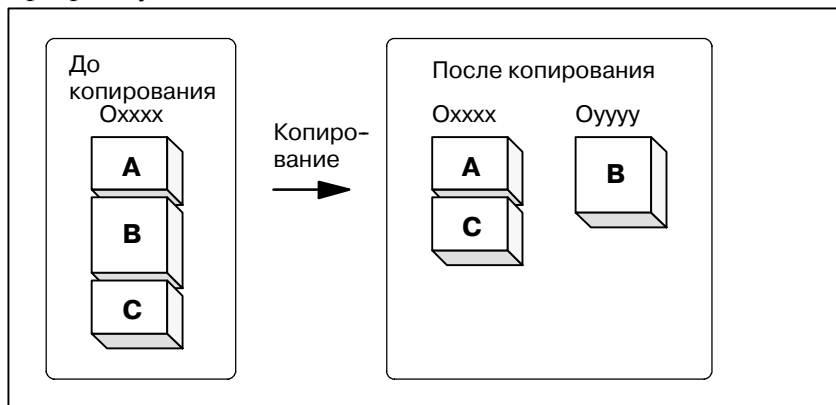 До
копирования
Oxxxx
A
B
C
Копиро-
вание
После копирования
Oxxxx
Oyyyy
A
C
B